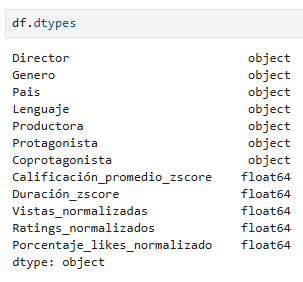 df.dtypes
Director object
Genero object
Pais object
Lenguaje object
Productora object
Protagonista object
Coprotagonista object
Calificación_promedio_zscore float64
Duración_zscore float64
Vistas_normalizadas float64
Ratings_normalizados float64
Porcentaje_likes_normalizado float64
dtype: object